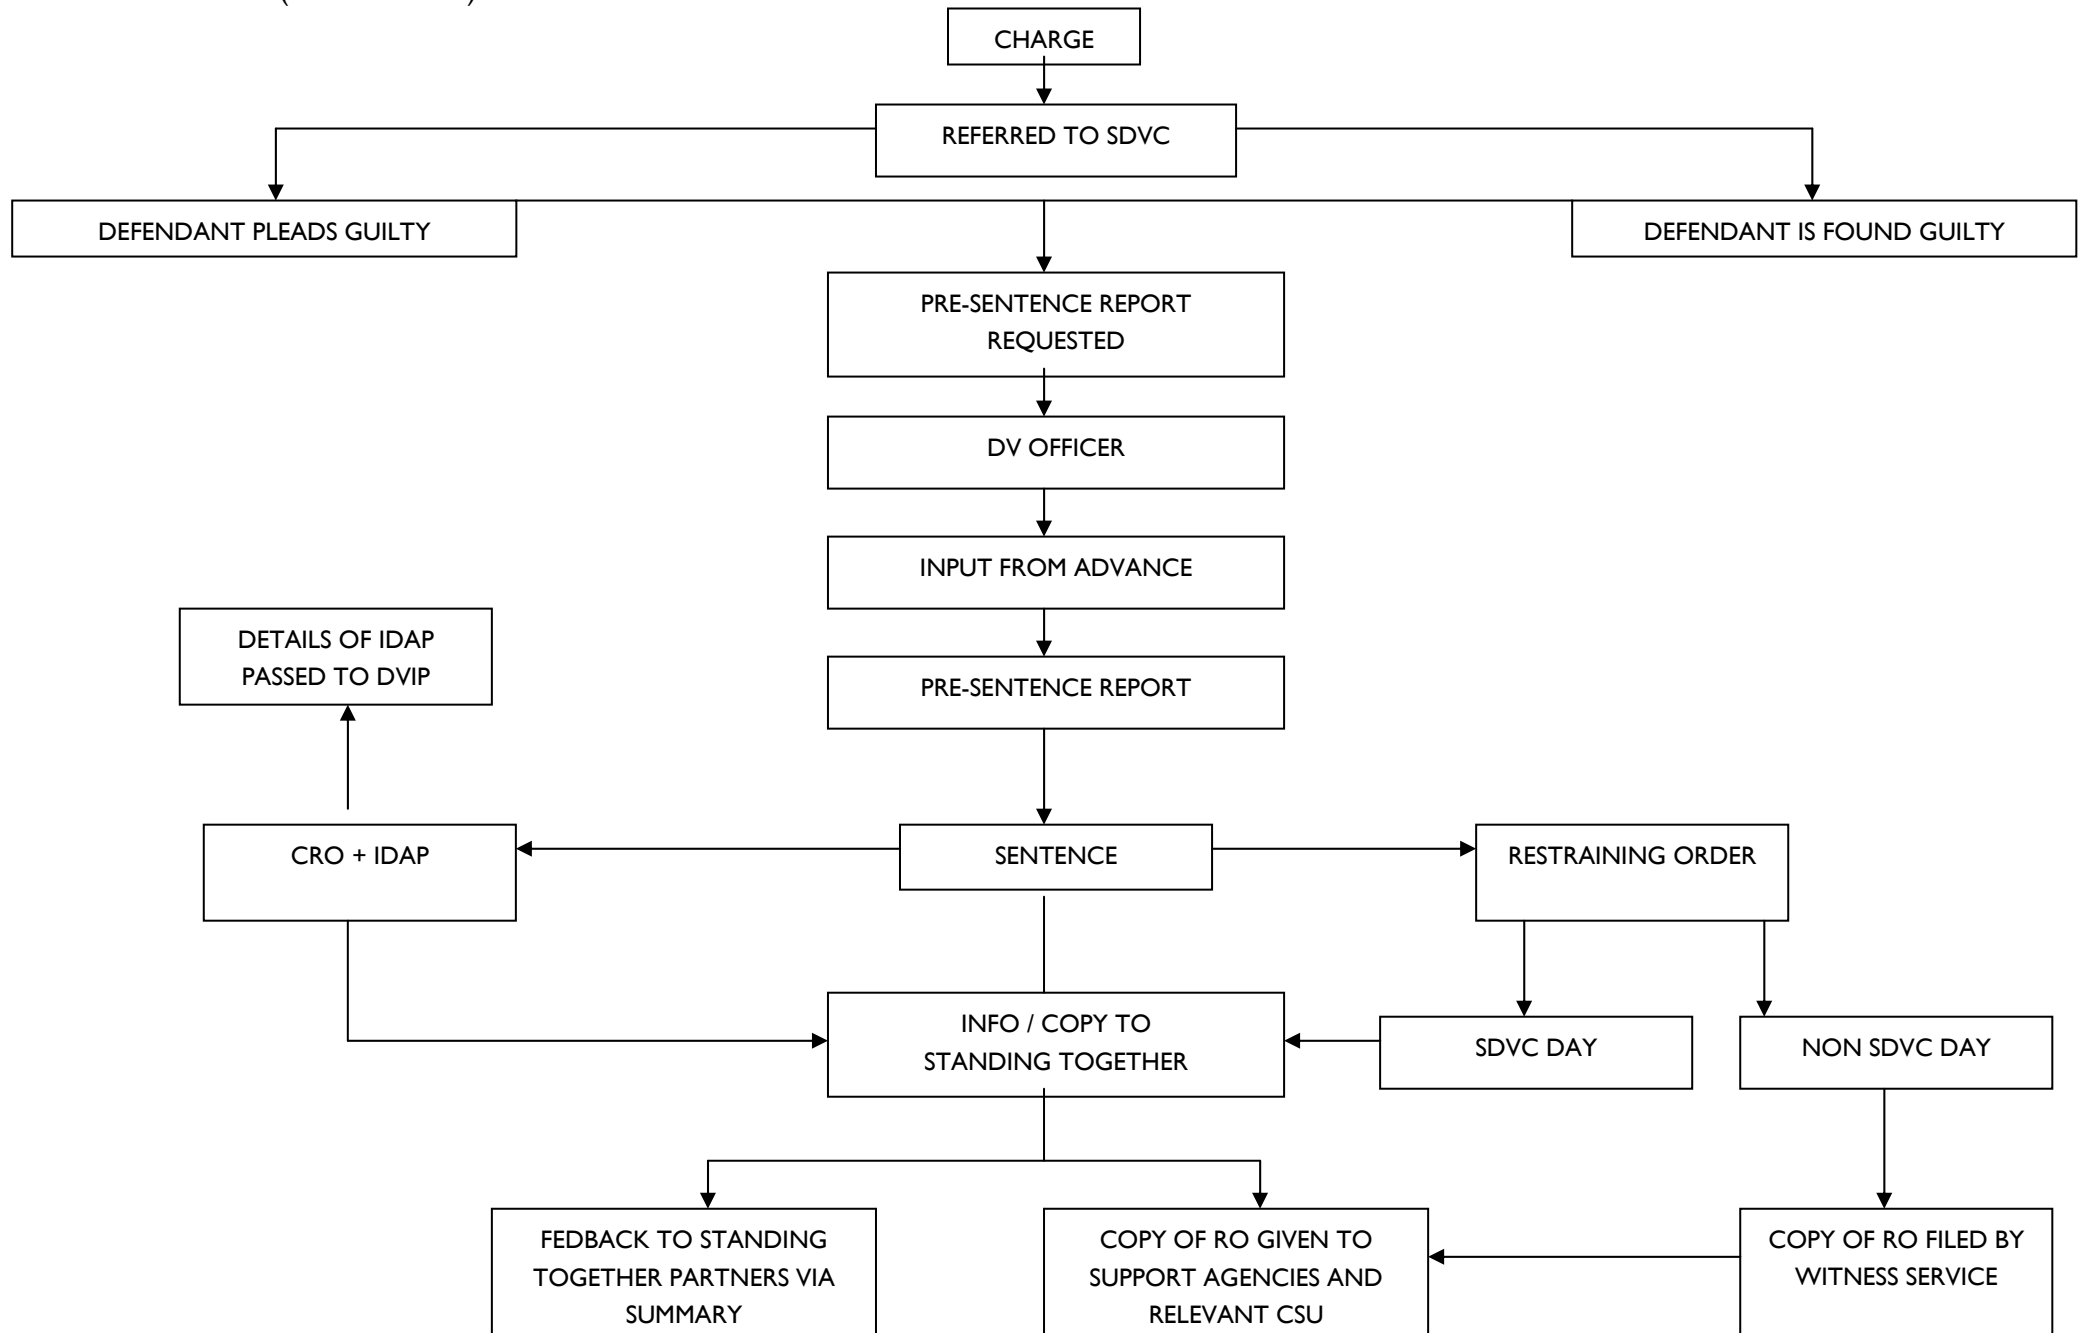 CHARGE
REFERRED TO SDVC
DEFENDANT PLEADS GUILTY
DEFENDANT IS FOUND GUILTY
PRE-SENTENCE REPORT
REQUESTED
DV OFFICER
INPUT FROM ADVANCE
DETAILS OF IDAP
PASSED TO DVIP
PRE-SENTENCE REPORT
CRO + IDAP
SENTENCE
RESTRAINING ORDER
INFO / COPY TO
STANDING TOGETHER
SDVC DAY
NON SDVC DAY
FEDBACK TO STANDING
TOGETHER PARTNERS VIA
SUMMARY
COPY OF RO GIVEN TO
SUPPORT AGENCIES AND
RELEVANT CSU
COPY OF RO FILED BY
WITNESS SERVICE